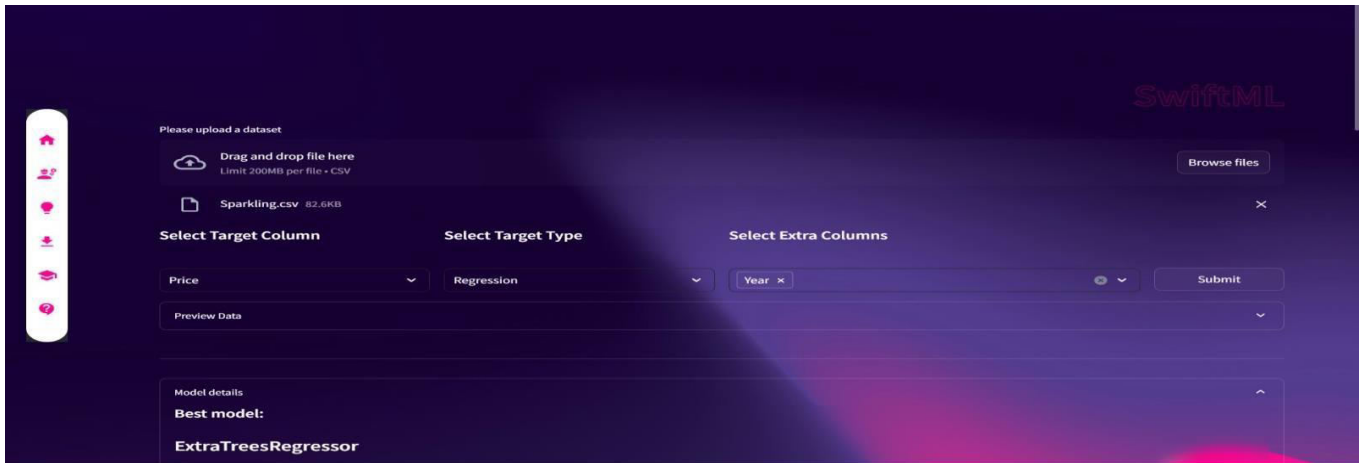 SwiftML
Please upload a dataset
Drag and drop file here
Limit 200MB per file • CSV
Browse files
Sparkling.csv 82.6KB
Select Target Column Select Target Type Select Extra Columns
Price Regression Year × Submit
Preview Data
Model details
Best model:
ExtraTreesRegressor